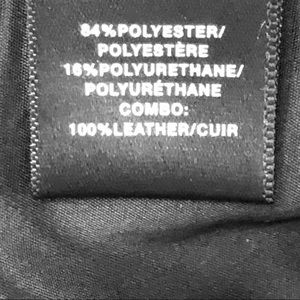 84%POLYESTER/
POLYESTÈRE
16%POLYURETHANE/
POLYURÉTHANE
COMBO:
100%LEATHER/CUIR